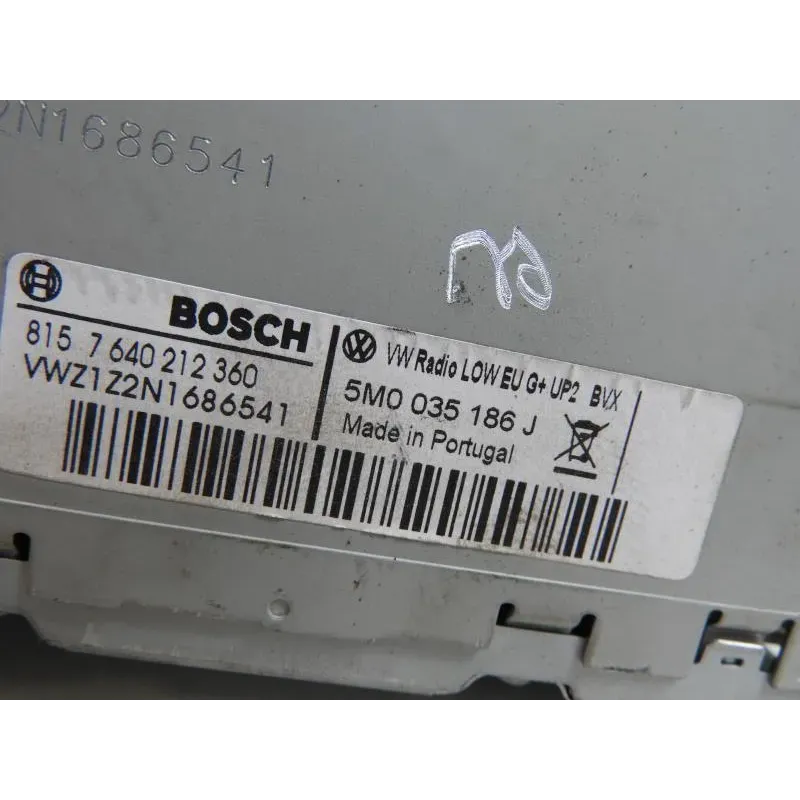 2N1686541
BOSCH
815 7 640 212 360
VWZ1Z2N1686541
VW Radio LOW EU G+ UP2 BVX
5M0 035 186 J
Made in Portugal